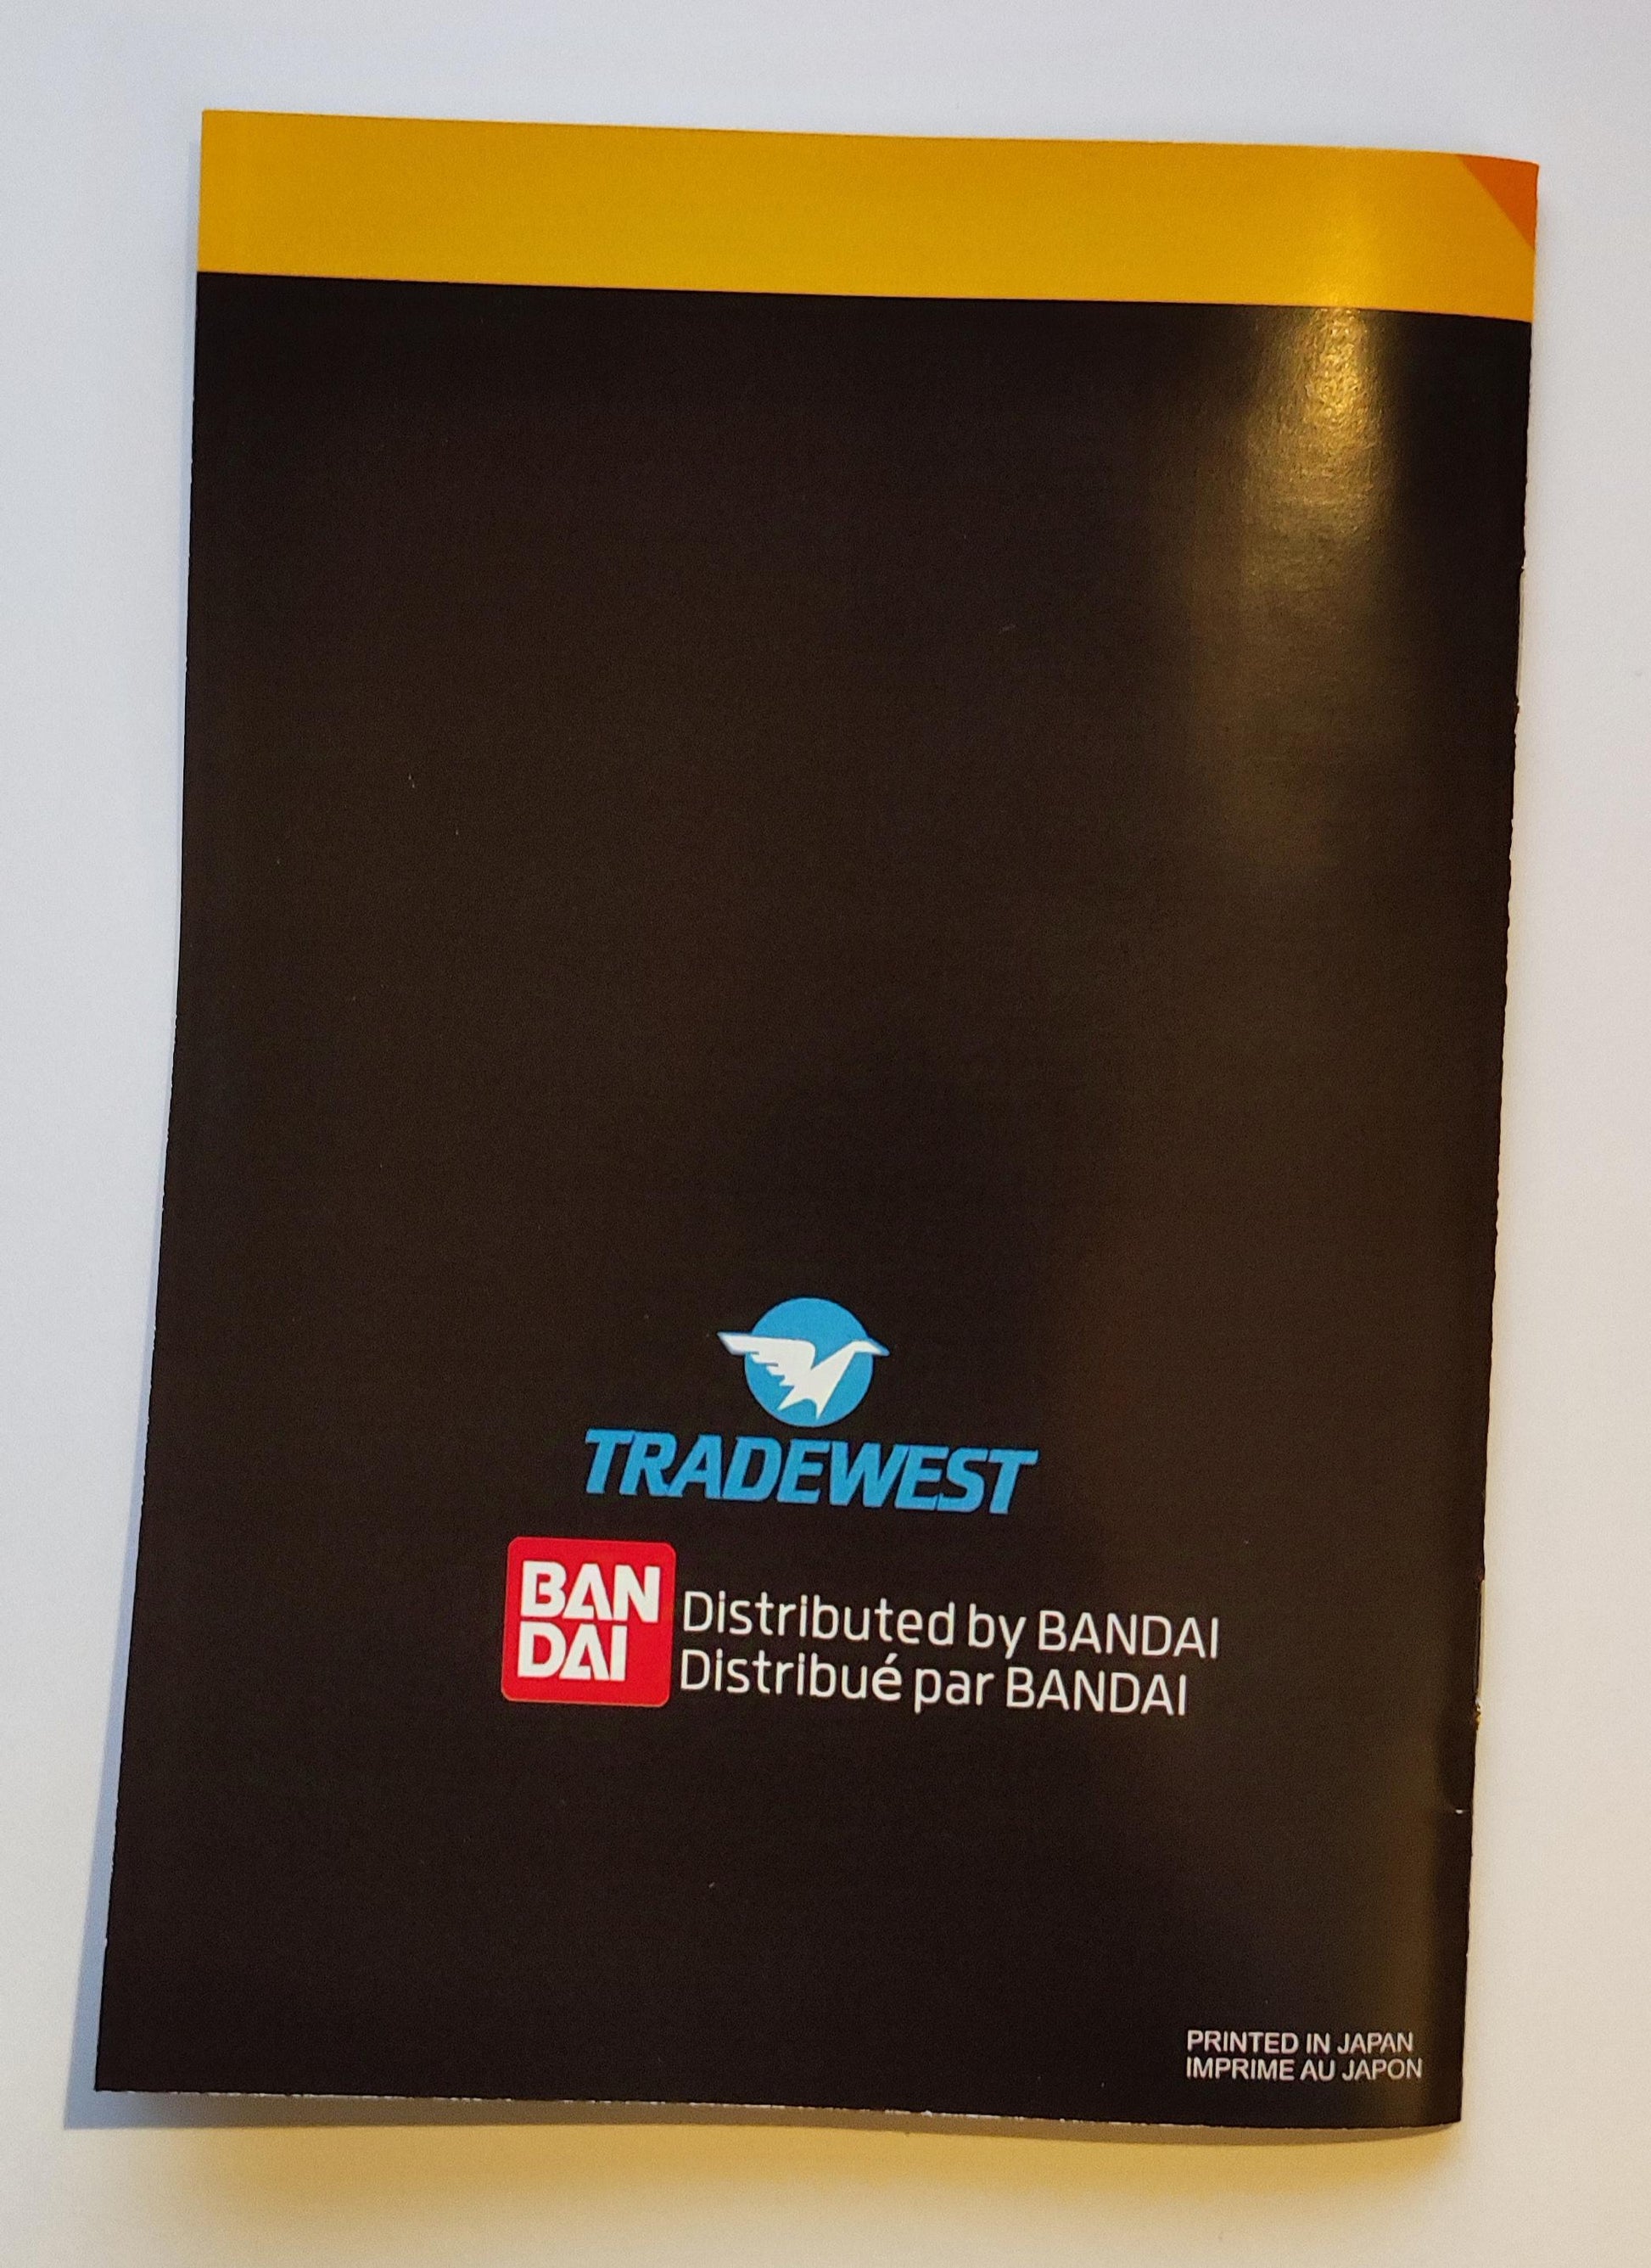 TRADEWEST
BAN
DAI
Distributed by BANDAI
Distribué par BANDAI
PRINTED IN JAPAN
IMPRIME AU JAPON